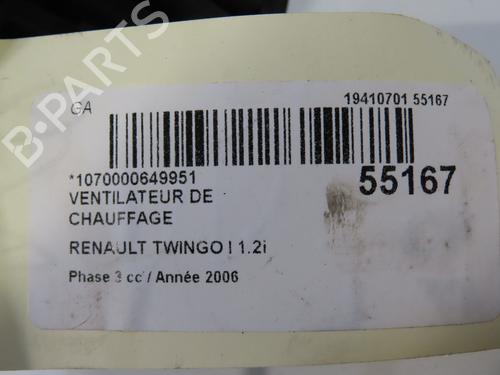 B-PARTS
GA
19410701 55167
*1070000649951
55167
VENTILATEUR DE
CHAUFFAGE
RENAULT TWINGO I 1.2i
Phase 3 cc / Année 2006